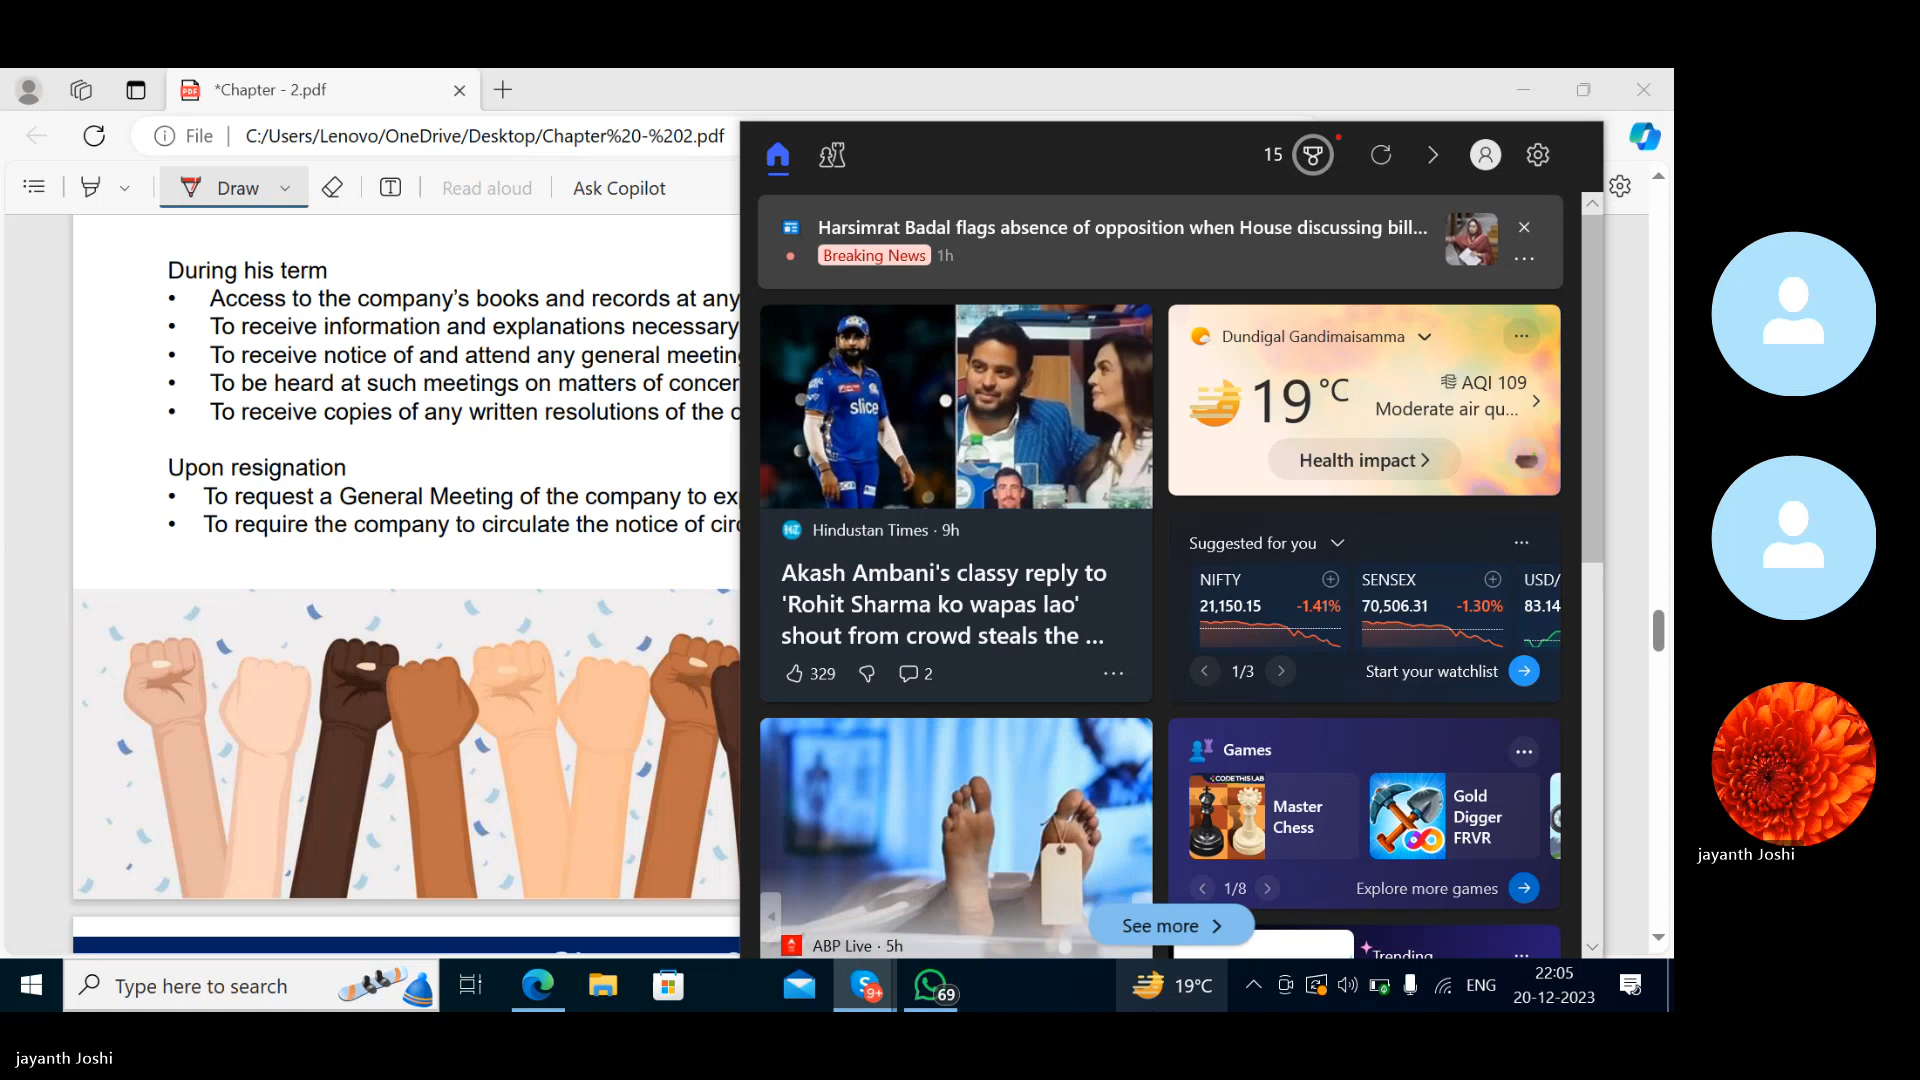 *Chapter - 2.pdf
File
C:/Users/Lenovo/OneDrive/Desktop/Chapter%20-%202.pdf
Draw
Read aloud
Ask Copilot
During his term
• Access to the company's books and records at any
• To receive information and explanations necessary
• To receive notice of and attend any general meeting
• To be heard at such meetings on matters of concer
• To receive copies of any written resolutions of the c
Upon resignation
• To request a General Meeting of the company to ex
• To require the company to circulate the notice of circ
15
Harsimrat Badal flags absence of opposition when House discussing bill...
Breaking News 1h
slice
Hindustan Times · 9h
Akash Ambani's classy reply to
'Rohit Sharma ko wapas lao'
shout from crowd steals the ...
329
2
ABP Live · 5h
Dundigal Gandimaisamma
19 °C
AQI 109
Moderate air qu...
Health impact
Suggested for you
NIFTY
21,150.15 -1.41%
SENSEX
70,506.31 -1.30%
USD/
83.14
1/3
Start your watchlist
Games
CODETHISLAB
Master
Chess
Gold
Digger
FRVR
1/8
Explore more games
See more
Trending
Type here to search
9+
69
19°C
ENG
22:05
20-12-2023
jayanth Joshi
jayanth Joshi